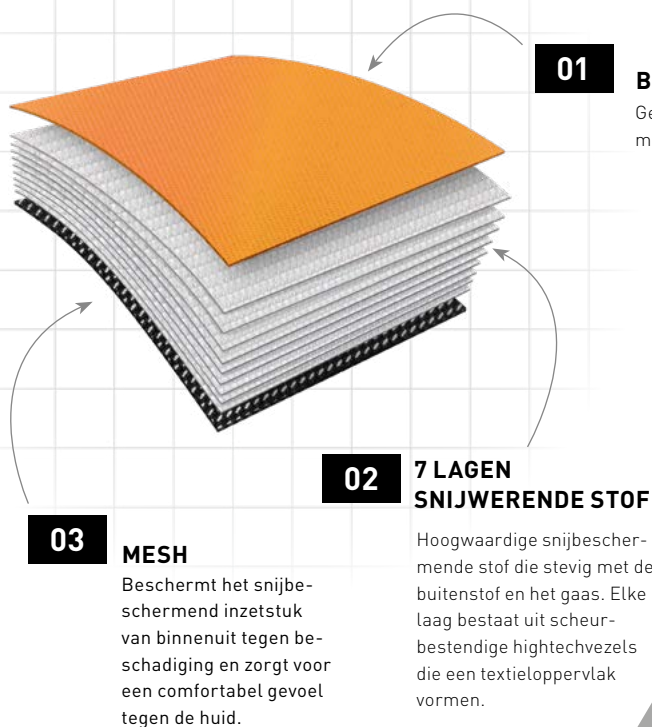 01
02
7 LAGEN
SNIJWERENDE STOF
Hoogwaardige snijbescher-
mende stof die stevig met de
buitenstof en het gaas. Elke
laag bestaat uit scheur-
bestendige hightechvezels
die een textieloppervlak
vormen.
03
MESH
Beschermt het snijbe-
schermend inzetstuk
van binnenuit tegen be-
schadiging en zorgt voor
een comfortabel gevoel
tegen de huid.